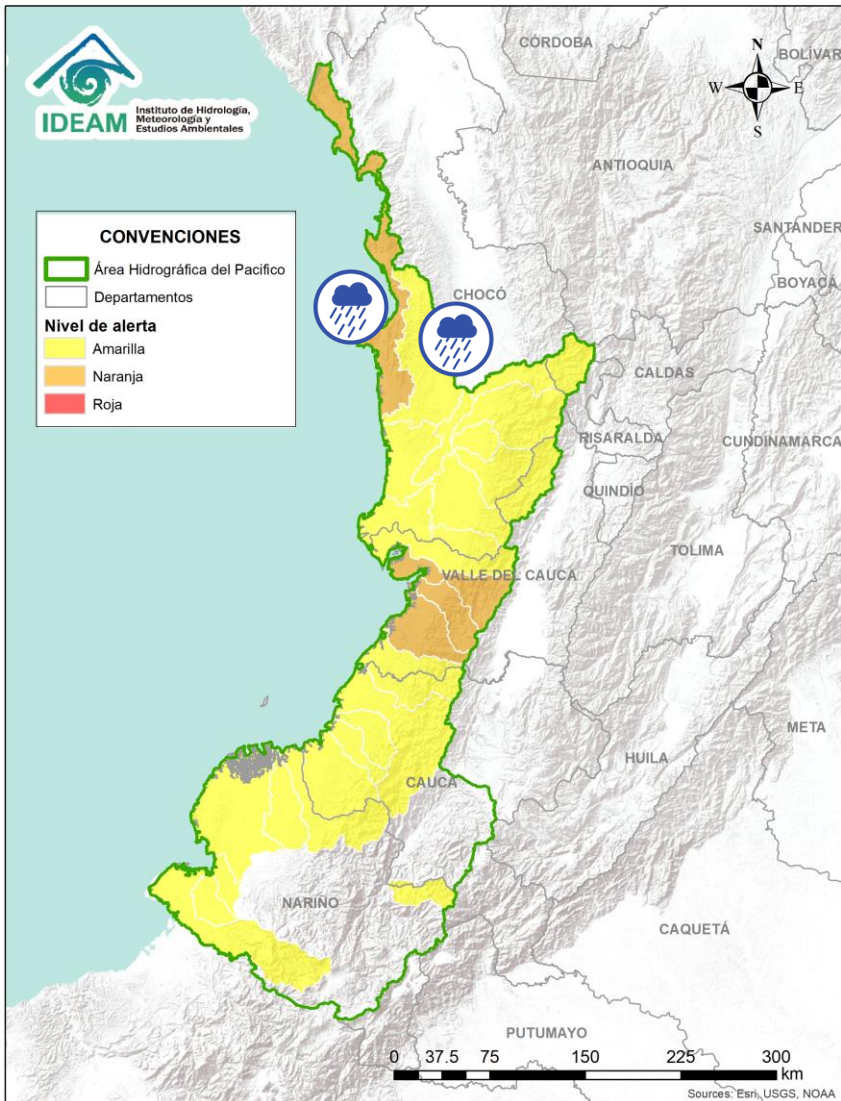 IDEAM
Instituto de Hidrología,
Meteorología y
Estudios Ambientales
CÓRDOBA
BOLÍVAR
N
W
E
S
ANTIOQUIA
SANTANDER
BOYACÁ
CONVENCIONES
Área Hidrográfica del Pacifico
Departamentos
Nivel de alerta
Amarilla
Naranja
Roja
CHOCÓ
CALDAS
RISARALDA
CUNDINAMARCA
QUINDÍO
TOLIMA
VALLE DEL CAUCA
META
HUILA
CAUCA
NARIÑO
CAQUETÁ
PUTUMAYO
0 37.5 75 150 225 300
km
Sources: Esri, USGS, NOAA